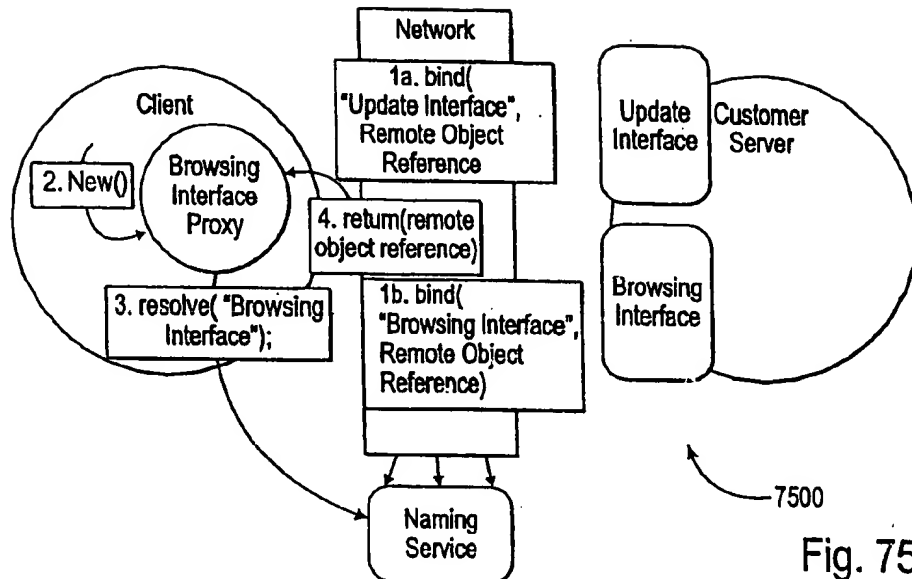 Network
1a. bind(
"Update Interface",
Remote Object
Reference
Client
2. New()
Browsing
Interface
Proxy
4. return(remote
object reference)
3. resolve( "Browsing
Interface");
1b. bind(
"Browsing Interface",
Remote Object
Reference)
Update
Interface
Customer
Server
Browsing
Interface
Naming
Service
7500
Fig. 75